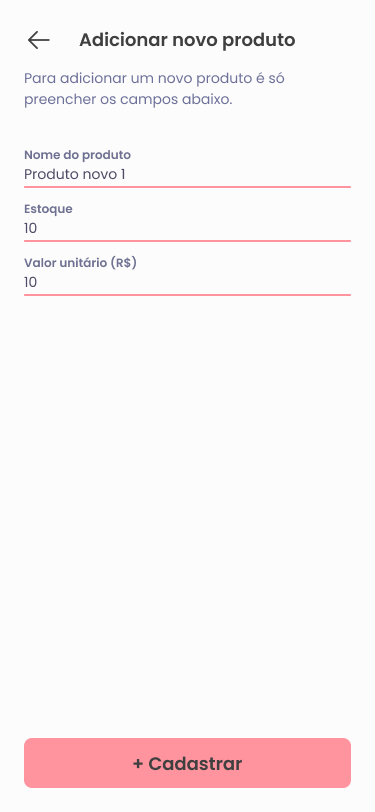 Adicionar novo produto
Para adicionar um novo produto é só
preencher os campos abaixo.
Nome do produto
Produto novo 1
Estoque
10
Valor unitário (R$)
10
+ Cadastrar